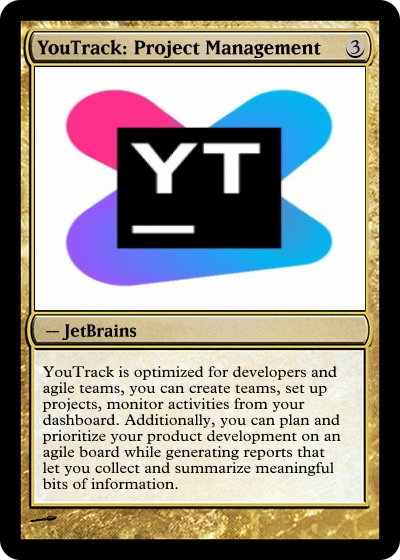 YouTrack: Project Management 3
YT
— JetBrains
YouTrack is optimized for developers and
agile teams, you can create teams, set up
projects, monitor activities from your
dashboard. Additionally, you can plan and
prioritize your product development on an
agile board while generating reports that
let you collect and summarize meaningful
bits of information.